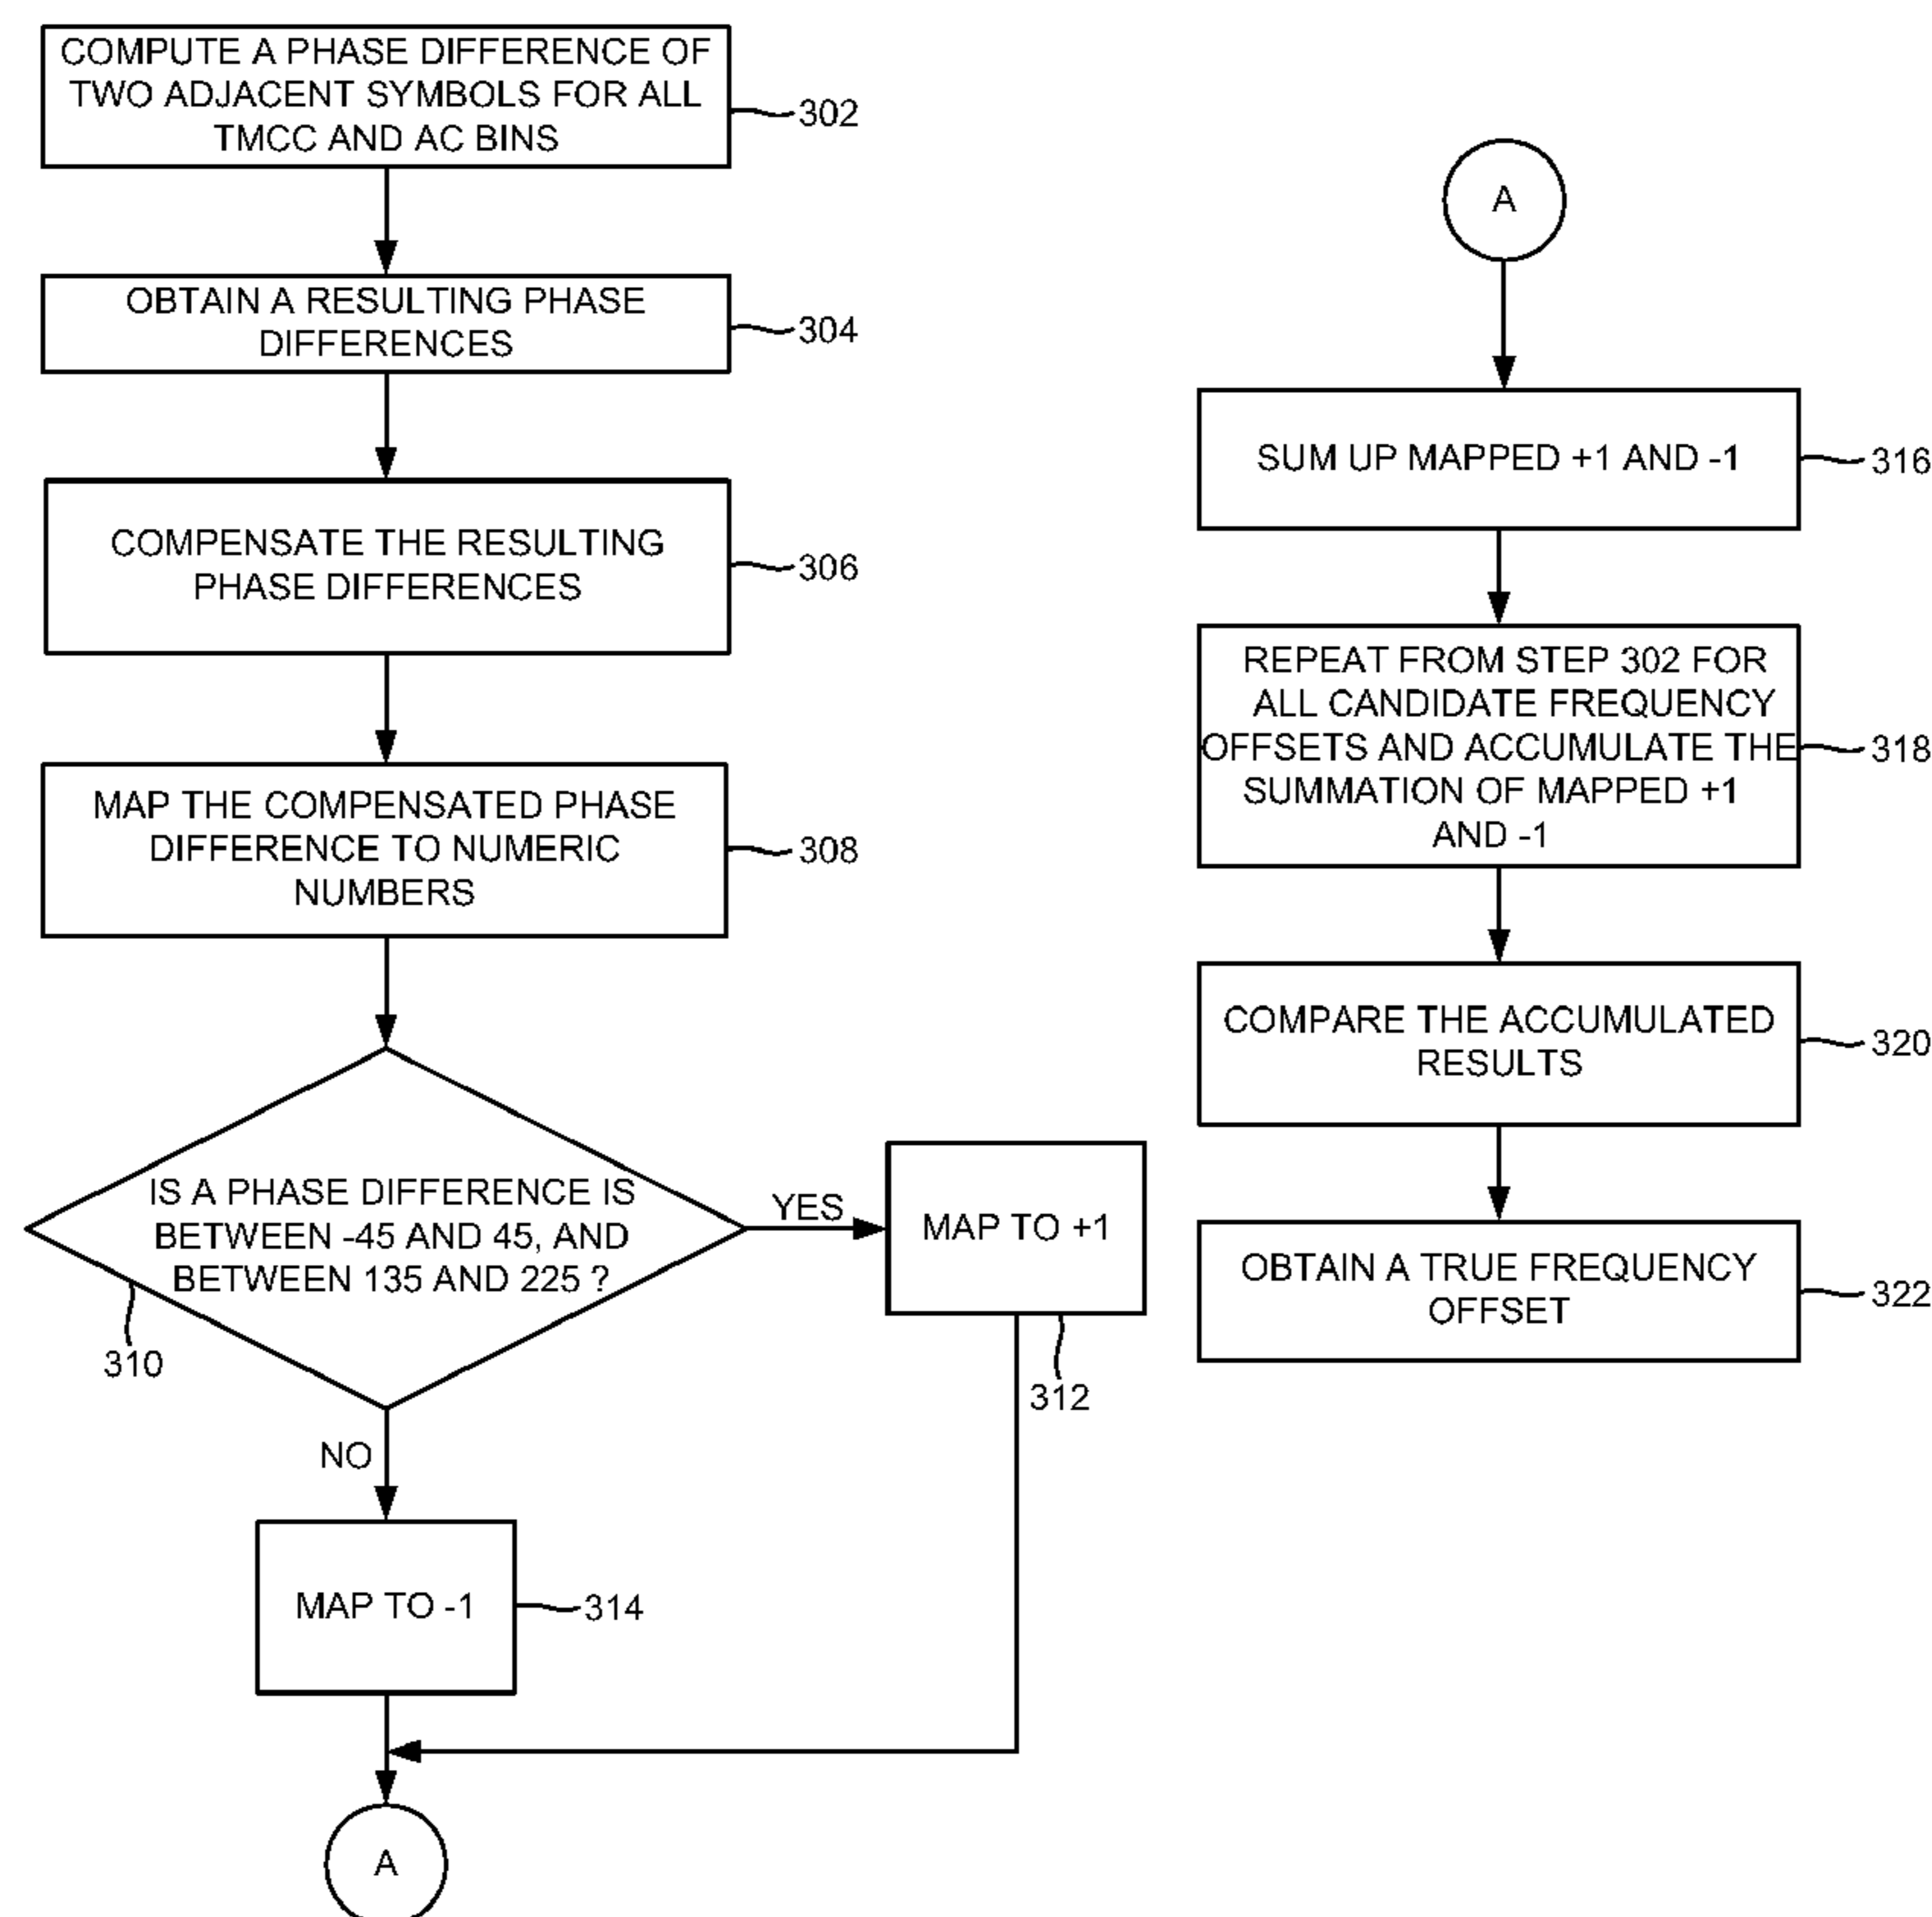 COMPUTE A PHASE DIFFERENCE OF
TWO ADJACENT SYMBOLS FOR ALL
TMCC AND AC BINS
302
OBTAIN A RESULTING PHASE
DIFFERENCES
304
COMPENSATE THE RESULTING
PHASE DIFFERENCES
306
MAP THE COMPENSATED PHASE
DIFFERENCE TO NUMERIC
NUMBERS
308
IS A PHASE DIFFERENCE IS
BETWEEN -45 AND 45, AND
BETWEEN 135 AND 225 ?
310
YES
MAP TO +1
312
NO
MAP TO -1
314
A
A
SUM UP MAPPED +1 AND -1
316
REPEAT FROM STEP 302 FOR
ALL CANDIDATE FREQUENCY
OFFSETS AND ACCUMULATE THE
SUMMATION OF MAPPED +1
AND -1
318
COMPARE THE ACCUMULATED
RESULTS
320
OBTAIN A TRUE FREQUENCY
OFFSET
322